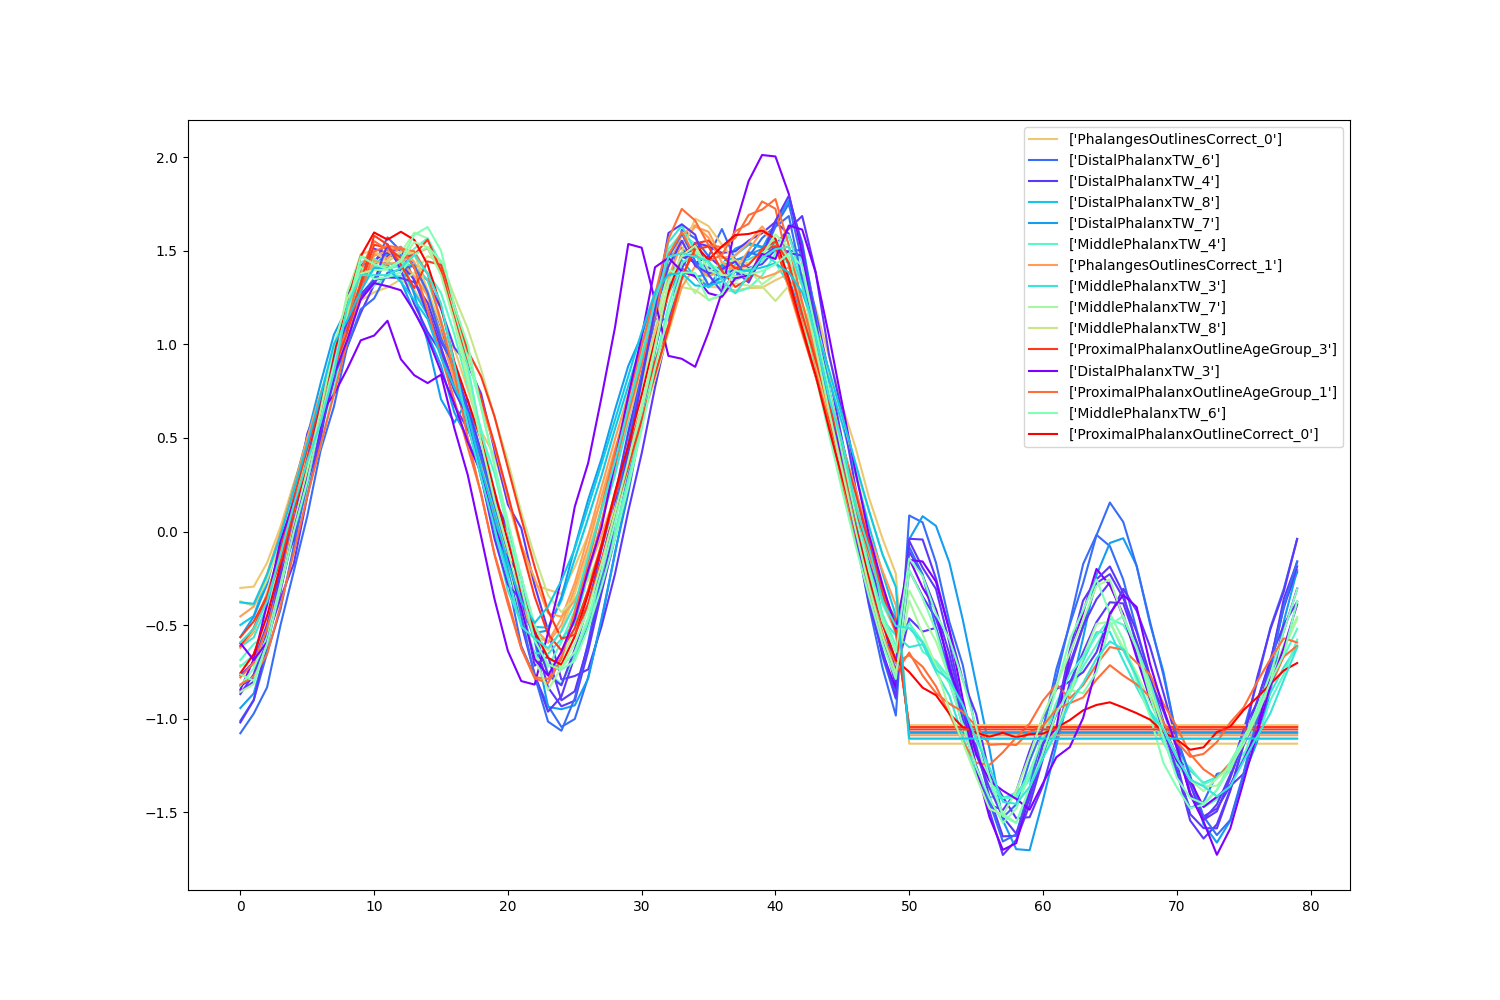 2.0
1.5
1.0
0.5
0.0
−0.5
−1.0
−1.5
0 10 20 30 40 50 60 70 80
['PhalangesOutlinesCorrect_0']
['DistalPhalanxTW_6']
['DistalPhalanxTW_4']
['DistalPhalanxTW_8']
['DistalPhalanxTW_7']
['MiddlePhalanxTW_4']
['PhalangesOutlinesCorrect_1']
['MiddlePhalanxTW_3']
['MiddlePhalanxTW_7']
['MiddlePhalanxTW_8']
['ProximalPhalanxOutlineAgeGroup_3']
['DistalPhalanxTW_3']
['ProximalPhalanxOutlineAgeGroup_1']
['MiddlePhalanxTW_6']
['ProximalPhalanxOutlineCorrect_0']